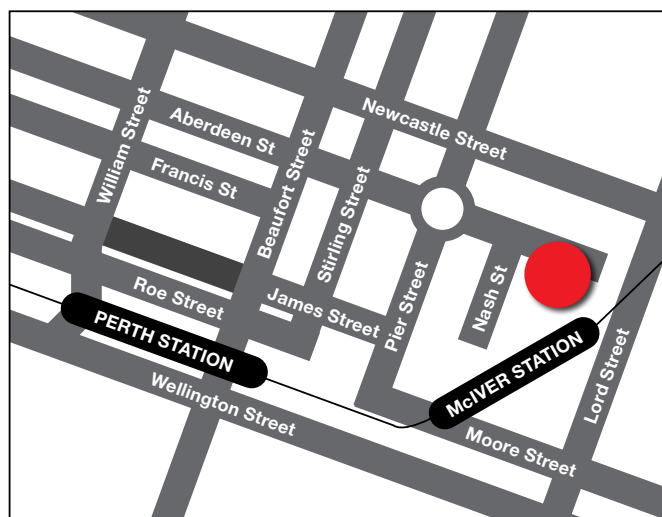 Newcastle Street
Aberdeen St
William Street
Francis St
Beaufort Street
Stirling Street
Roe Street
James Street
Pier Street
Nash St
PERTH STATION
McIVER STATION
Lord Street
Wellington Street
Moore Street